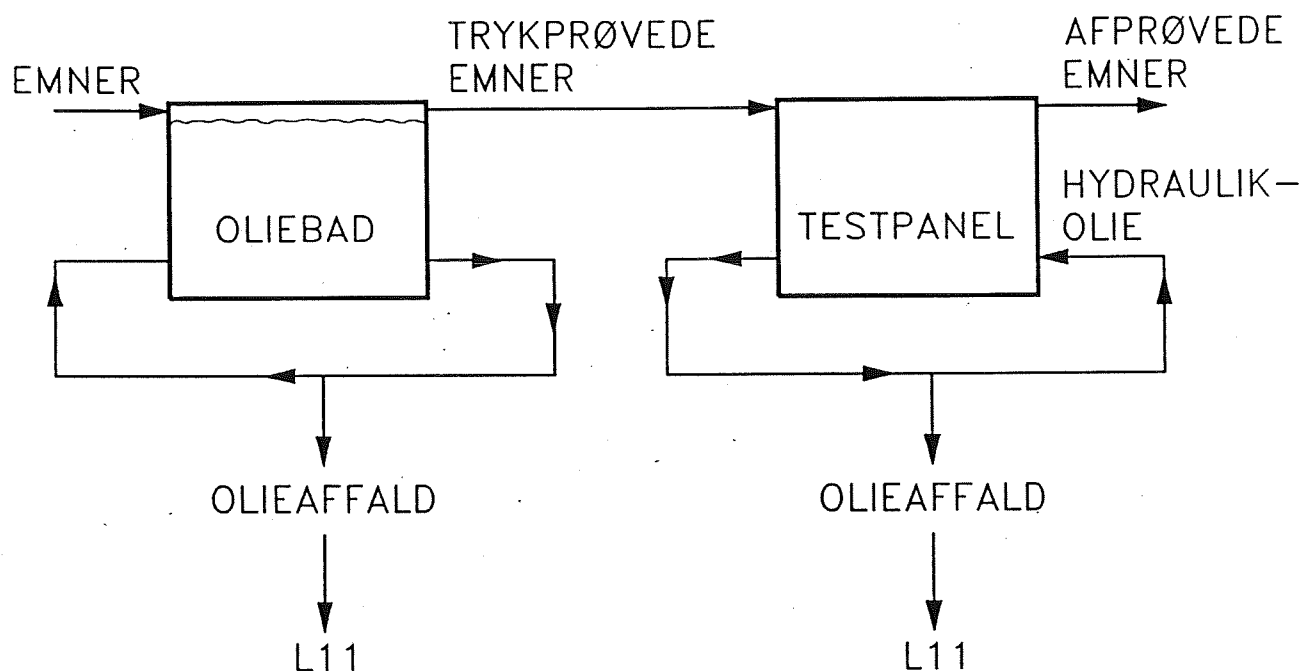 EMNER
TRYKPRØVEDE
EMNER
AFPRØVEDE
EMNER
OLIEBAD
TESTPANEL
HYDRAULIK-
OLIE
OLIEAFFALD
OLIEAFFALD
L11
L11